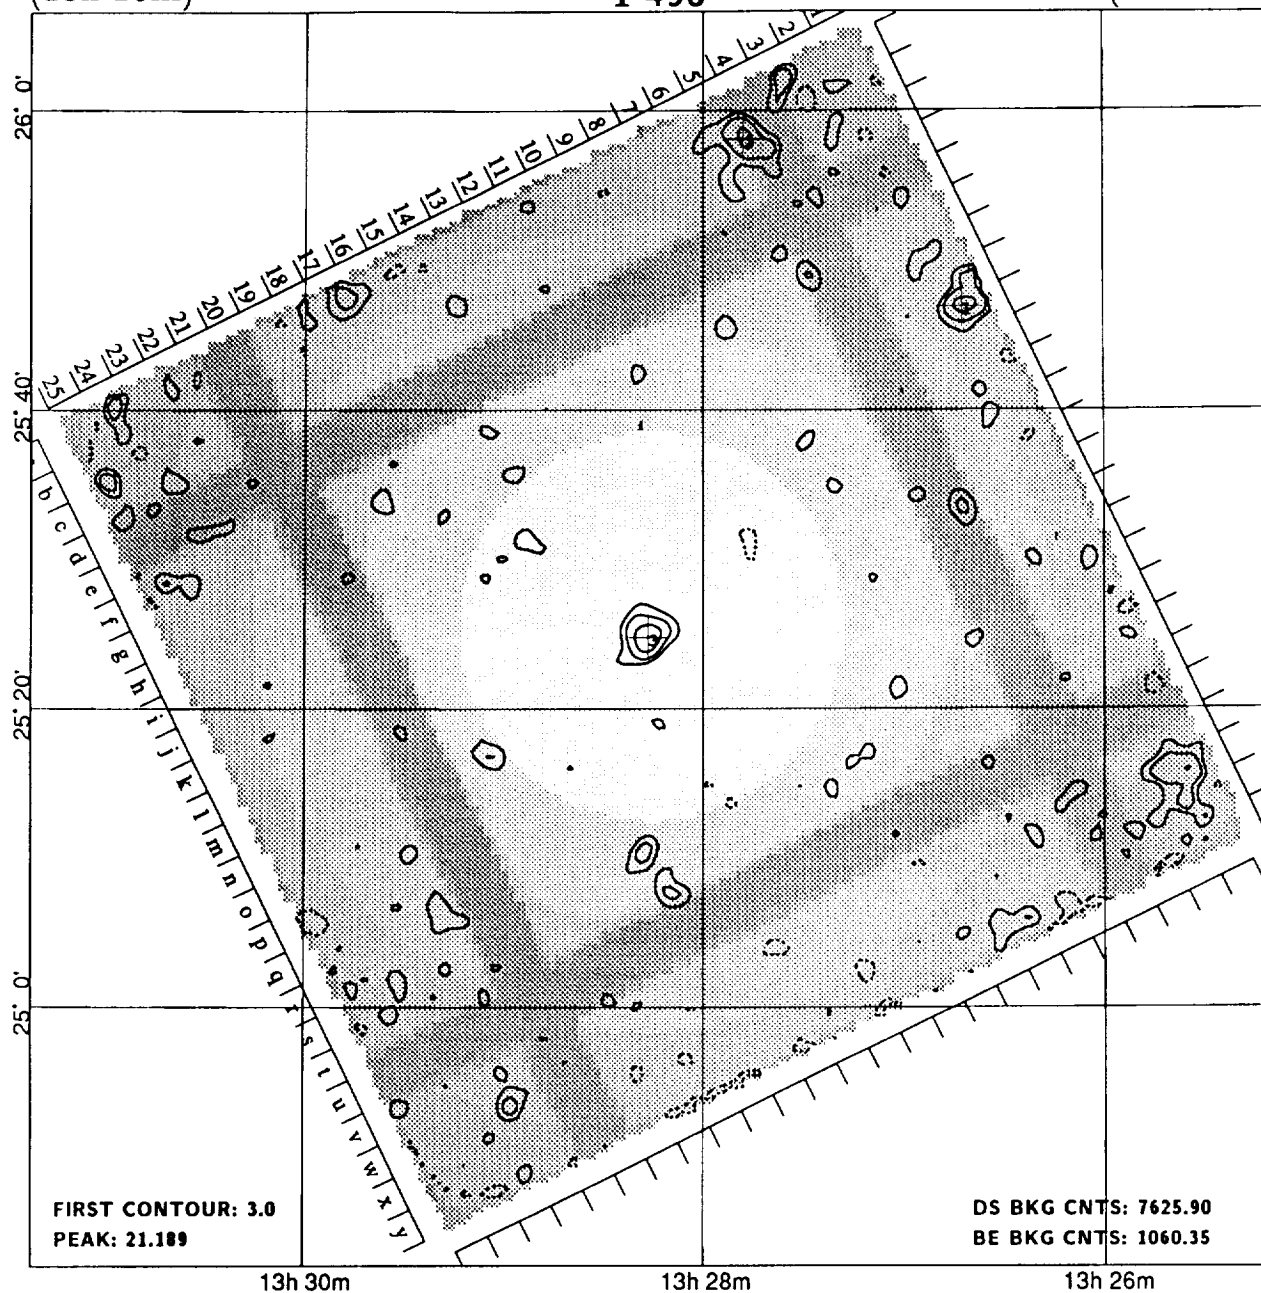 1 2 3 4 5 6 7 8 9 10 11 12 13 14 15 16 17 18 19 20 21 22 23 24 25
26° 0'
25° 40'
25° 20'
25° 0'
b c d e f g h i j k l m n o p q r s t u v w x y
FIRST CONTOUR: 3.0
PEAK: 21.189
DS BKG CNTS: 7625.90
BE BKG CNTS: 1060.35
13h 30m 13h 28m 13h 26m